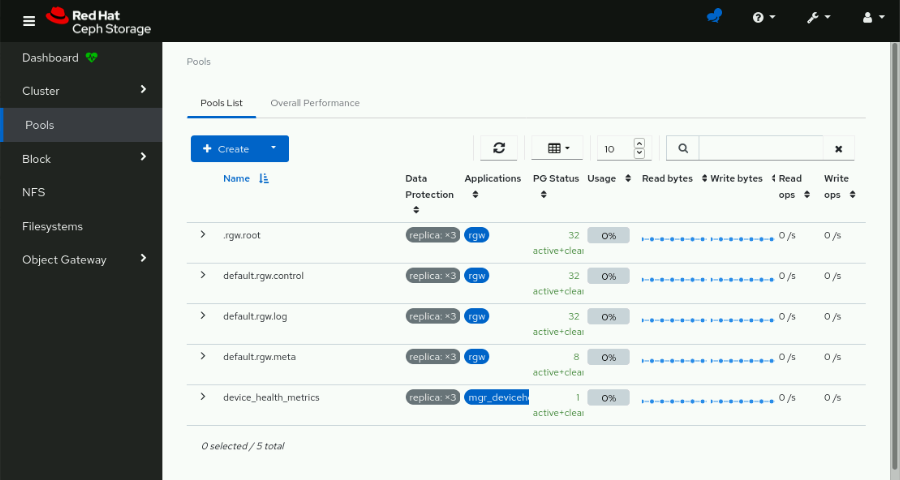 Red Hat
Ceph Storage
Dashboard
Cluster
Pools
Block
NFS
Filesystems
Object Gateway
Pools
Pools List Overall Performance
Create 10
Name Data Protection Applications PG Status Usage Read bytes Write bytes Read ops Write ops
.rgw.root replica: ×3 rgw 32 active+clean 0% 0 /s 0 /s
default.rgw.control replica: ×3 rgw 32 active+clean 0% 0 /s 0 /s
default.rgw.log replica: ×3 rgw 32 active+clean 0% 0 /s 0 /s
default.rgw.meta replica: ×3 rgw 8 active+clean 0% 0 /s 0 /s
device_health_metrics replica: ×3 mgr_devicehe 1 active+clean 0% 0 /s 0 /s
0 selected / 5 total